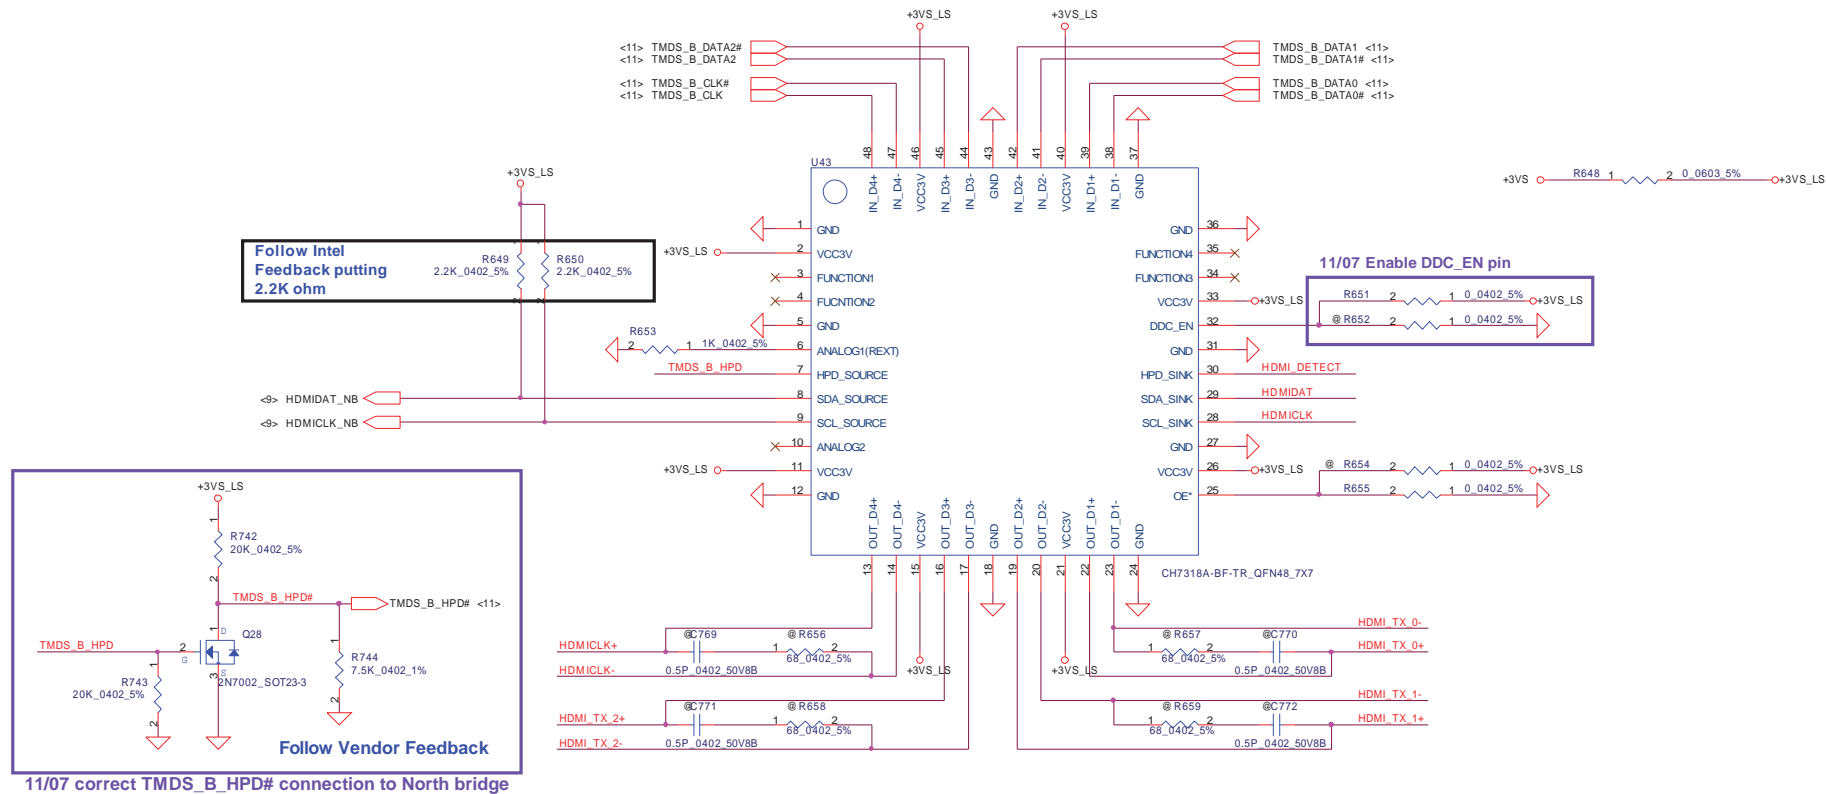 +3VS_LS
+3VS_LS
<11> TMDS_B_DATA2#
<11> TMDS_B_DATA2
<11> TMDS_B_CLK#
<11> TMDS_B_CLK
TMDS_B_DATA1 <11>
TMDS_B_DATA1# <11>
TMDS_B_DATA0 <11>
TMDS_B_DATA0# <11>
48 47 46 45 44 43 42 41 40 39 38 37
U43
IN_D4+ IN_D4- VCC3V IN_D3+ IN_D3- GND IN_D2+ IN_D2- VCC3V IN_D1+ IN_D1- GND
+3VS R648 1 2 0_0603_5% +3VS_LS
+3VS_LS
Follow Intel
Feedback putting
2.2K ohm
1 1
R649
2.2K_0402_5%
R650
2.2K_0402_5%
2 2
1 GND
+3VS_LS 2 VCC3V
3 FUNCTION1
4 FUCNTION2
5 GND
R653
2 1 1K_0402_5% 6 ANALOG1(REXT)
TMDS_B_HPD 7 HPD_SOURCE
<9> HDMIDAT_NB 8 SDA_SOURCE
<9> HDMICLK_NB 9 SCL_SOURCE
10 ANALOG2
+3VS_LS 11 VCC3V
12 GND
GND 36
FUNCTION4 35
FUNCTION3 34
VCC3V 33 +3VS_LS
DDC_EN 32
GND 31
HPD_SINK 30 HDMI_DETECT
SDA_SINK 29 HDMIDAT
SCL_SINK 28 HDMICLK
GND 27
VCC3V 26 +3VS_LS
OE* 25
11/07 Enable DDC_EN pin
R651 2 1 0_0402_5% +3VS_LS
@ R652 2 1 0_0402_5%
@ R654 2 1 0_0402_5% +3VS_LS
R655 2 1 0_0402_5%
OUT_D4+ OUT_D4- VCC3V OUT_D3+ OUT_D3- GND OUT_D2+ OUT_D2- VCC3V OUT_D1+ OUT_D1- GND
13 14 15 16 17 18 19 20 21 22 23 24
CH7318A-BF-TR_QFN48_7X7
+3VS_LS
1
R742
20K_0402_5%
2
TMDS_B_HPD#
TMDS_B_HPD# <11>
TMDS_B_HPD 2 G
1 D
Q28
S
3
2N7002_SOT23-3
1
R743
20K_0402_5%
2
1
R744
7.5K_0402_1%
2
Follow Vendor Feedback
11/07 correct TMDS_B_HPD# connection to North bridge
@C769 @ R656
HDMICLK+ 1 2
68_0402_5%
HDMICLK- 0.5P_0402_50V8B
+3VS_LS
@C771 @ R658
HDMI_TX_2+ 1 2
68_0402_5%
HDMI_TX_2- 0.5P_0402_50V8B
HDMI_TX_0-
@ R657 @C770
1 2 HDMI_TX_0+
68_0402_5%
+3VS_LS 0.5P_0402_50V8B
HDMI_TX_1-
@ R659 @C772
1 2 HDMI_TX_1+
68_0402_5%
0.5P_0402_50V8B